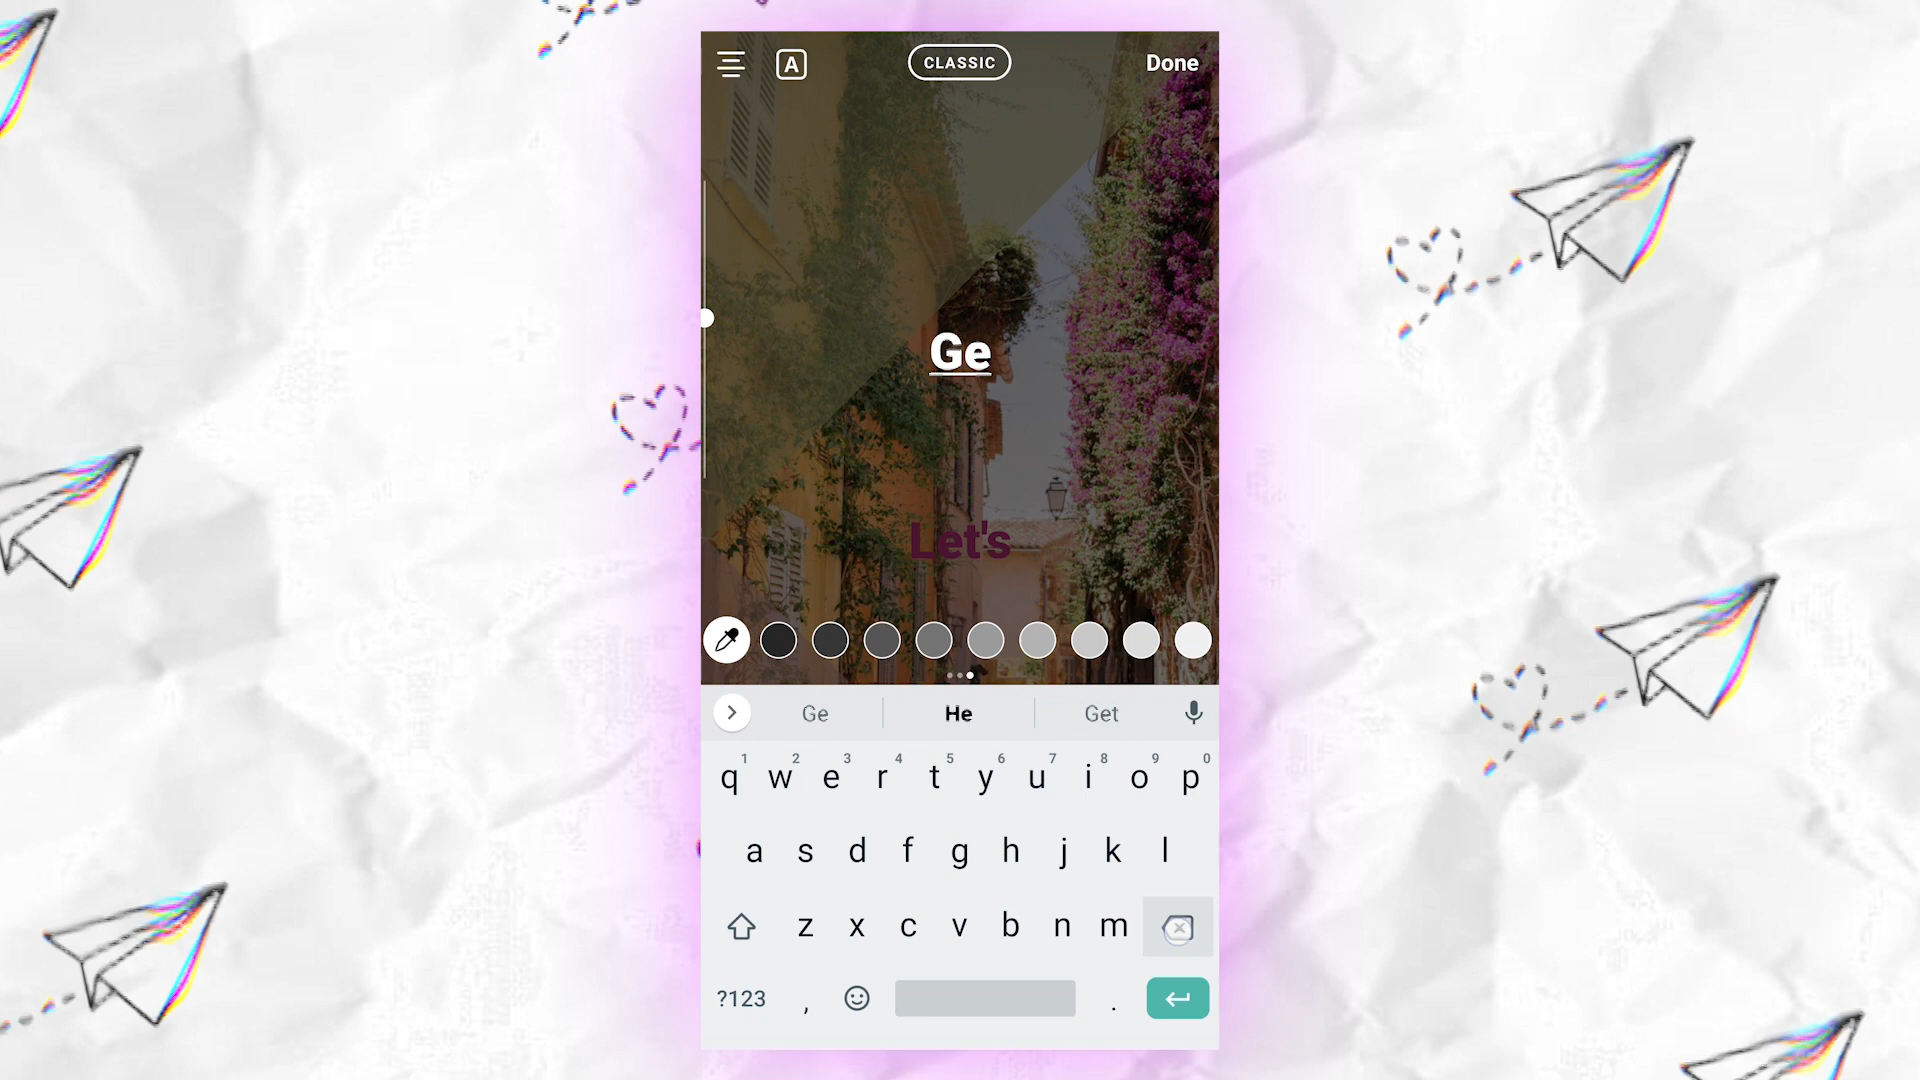 A CLASSIC Done
Ge
Let's
Ge He Get
1 2 3 4 5 6 7 8 9 0
q w e r t y u i o p
a s d f g h j k l
z x c v b n m
?123 , .